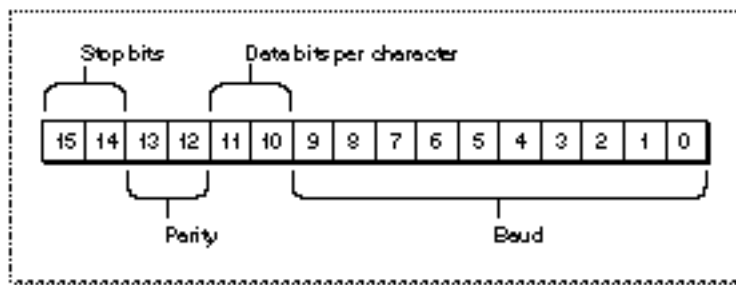 Stop bits Data bits per character
15 14 13 12 11 10 9 8 7 6 5 4 3 2 1 0
Parity Baud